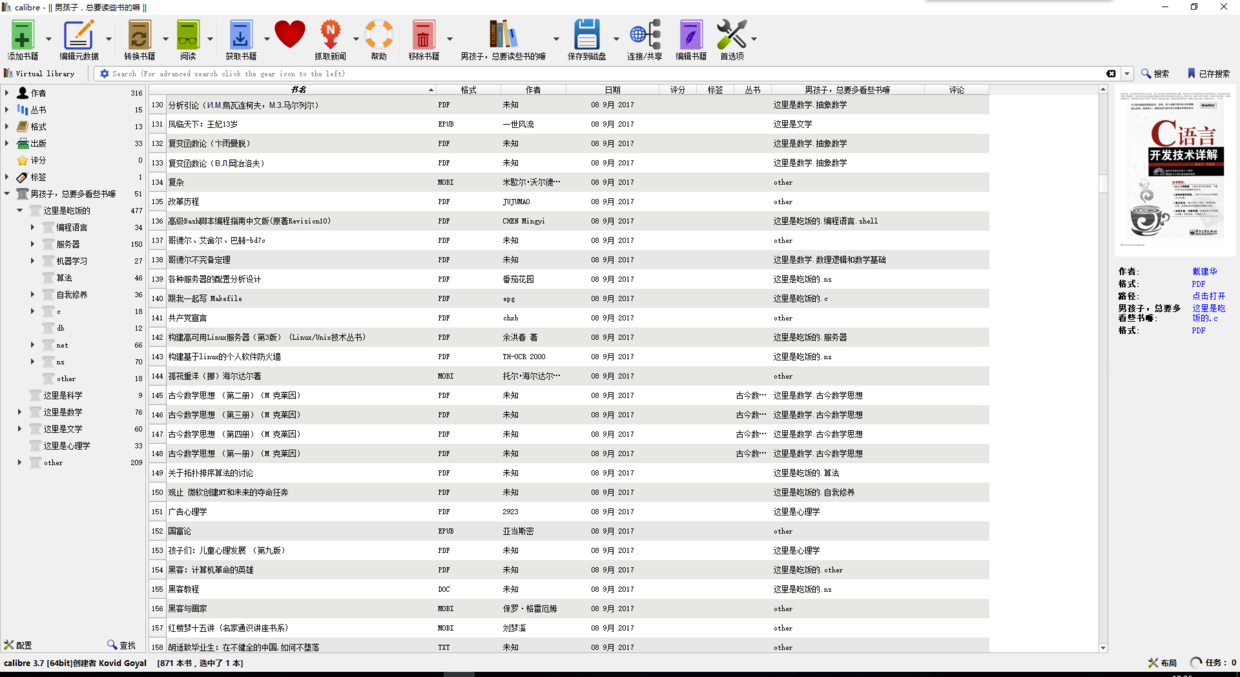 calibre - || 男孩子，总要读些书的嘛 ||
添加书籍 编辑元数据 转换书籍 阅读 获取书籍 抓取新闻 帮助 移除书籍 男孩子，总要读些书的嘛 保存到磁盘 连接/共享 编辑书籍 首选项
Virtual library Search (For advanced search click the gear icon to the left) 搜索 已存搜索
作者 316
丛书 15
格式 13
出版 33
评分 0
标签 1
男孩子，总要多看些书嘛 51
这里是吃饭的 477
编程语言 34
服务器 150
机器学习 27
算法 46
自我修养 36
c 18
db 12
net 66
ns 70
other 18
这里是科学 9
这里是数学 76
这里是文学 60
这里是心理学 33
other 209
配置 查找
书名 格式 作者 日期 评分 标签 丛书 男孩子，总要多看些书嘛 评论
130 分析引论（И.М.鸟瓦连柯夫，М.З.马尔列尔） PDF 未知 08 9月 2017 这里是数学.抽象数学
131 凤临天下：王妃13岁 EPUB 一世风流 08 9月 2017 这里是文学
132 复变函数论（卞雨曼毅） PDF 未知 08 9月 2017 这里是数学.抽象数学
133 复变函数论（В.Л.冈台洛夫） PDF 未知 08 9月 2017 这里是数学.抽象数学
134 复杂 MOBI 米歇尔·沃尔德… 08 9月 2017 other
135 改革历程 PDF JUJUMAO 08 9月 2017 other
136 高级Bash脚本编程指南中文版(原著Revision10) PDF CHEN Mingyi 08 9月 2017 这里是吃饭的.编程语言.shell
137 哥德尔、艾舍尔、巴赫-bd7c PDF 未知 08 9月 2017 other
138 哥德尔不完备定理 PDF 未知 08 9月 2017 这里是数学.数理逻辑和数学基础
139 各种服务器的配置分析设计 PDF 番茄花园 08 9月 2017 这里是吃饭的.ns
140 跟我一起写 Makefile PDF epg 08 9月 2017 这里是吃饭的.c
141 共产党宣言 PDF chxb 08 9月 2017 other
142 构建高可用Linux服务器（第3版） (Linux/Unix技术丛书) PDF 余洪春 著 08 9月 2017 这里是吃饭的.服务器
143 构建基于linux的个人软件防火墙 PDF TH-OCR 2000 08 9月 2017 这里是吃饭的.ns
144 孤筏重洋（挪）海尔达尔著 MOBI 托尔·海尔达尔… 08 9月 2017 other
145 古今数学思想 （第二册）（M 克莱因） PDF 未知 08 9月 2017 古今数… 这里是数学.古今数学思想
146 古今数学思想 （第三册）（M 克莱因） PDF 未知 08 9月 2017 古今数… 这里是数学.古今数学思想
147 古今数学思想 （第四册）（M 克莱因） PDF 未知 08 9月 2017 古今数… 这里是数学.古今数学思想
148 古今数学思想 （第一册）（M 克莱因） PDF 未知 08 9月 2017 古今数… 这里是数学.古今数学思想
149 关于拓扑排序算法的讨论 PDF 未知 08 9月 2017 这里是吃饭的.算法
150 观止 微软创建NT和未来的夺命狂奔 PDF 未知 08 9月 2017 这里是吃饭的.自我修养
151 广告心理学 PDF 2923 08 9月 2017 这里是心理学
152 国富论 EPUB 亚当斯密 08 9月 2017 other
153 孩子们：儿童心理发展 （第九版） PDF 未知 08 9月 2017 这里是心理学
154 黑客：计算机革命的英雄 PDF 未知 08 9月 2017 这里是吃饭的.other
155 黑客教程 DOC 未知 08 9月 2017 这里是吃饭的.ns
156 黑客与画家 MOBI 保罗·格雷厄姆 08 9月 2017 other
157 红楼梦十五讲（名家通识讲座书系） MOBI 刘梦溪 08 9月 2017 other
158 胡适致毕业生：在不健全的中国,如何不堕落 TXT 未知 08 9月 2017 other
C语言
开发技术详解
作者： 戴建华
格式： PDF
路径： 点击打开
男孩子，总要多看些书嘛： 这里是吃饭的.c
格式： PDF
calibre 3.7 [64bit]创建者 Kovid Goyal [871 本书 , 选中了 1 本] 布局 任务： 0